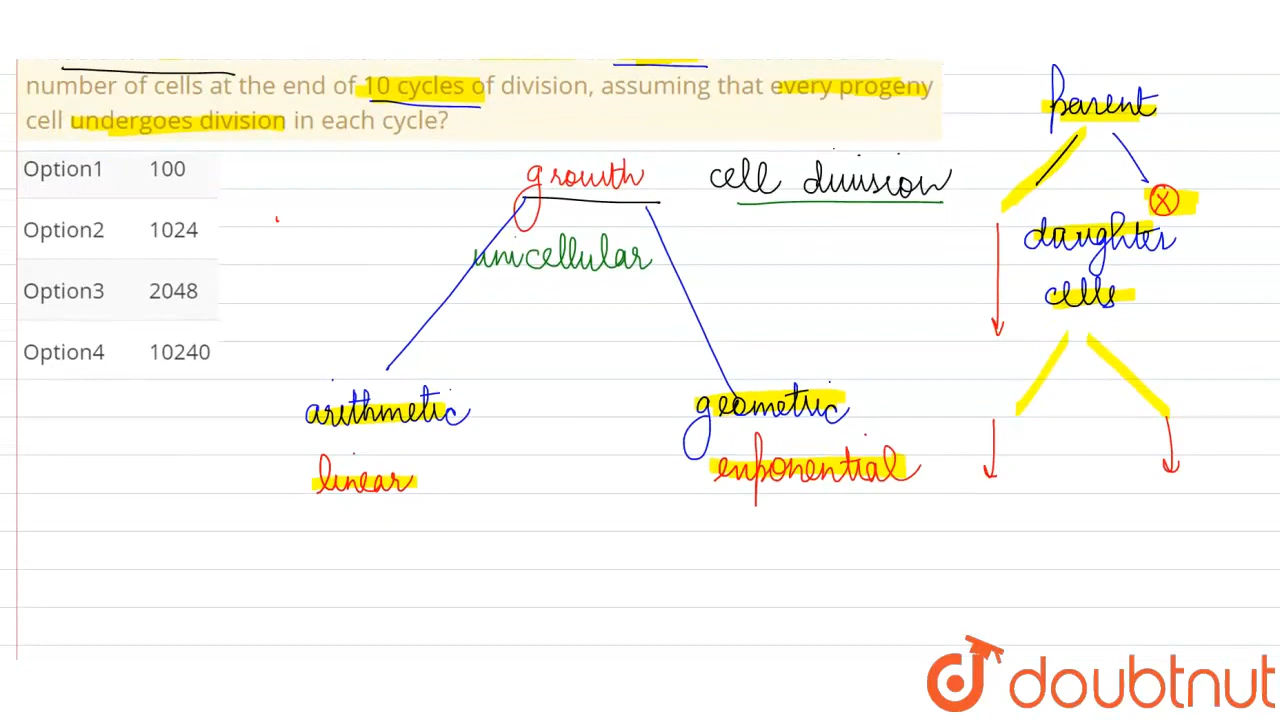 number of cells at the end of 10 cycles of division, assuming that every progeny
cell undergoes division in each cycle?
Option1 100
Option2 1024
Option3 2048
Option4 10240
growth
cell division
unicellular
arithmetic
linear
geometric
exponential
parent
X
daughter
cells
doubtnut